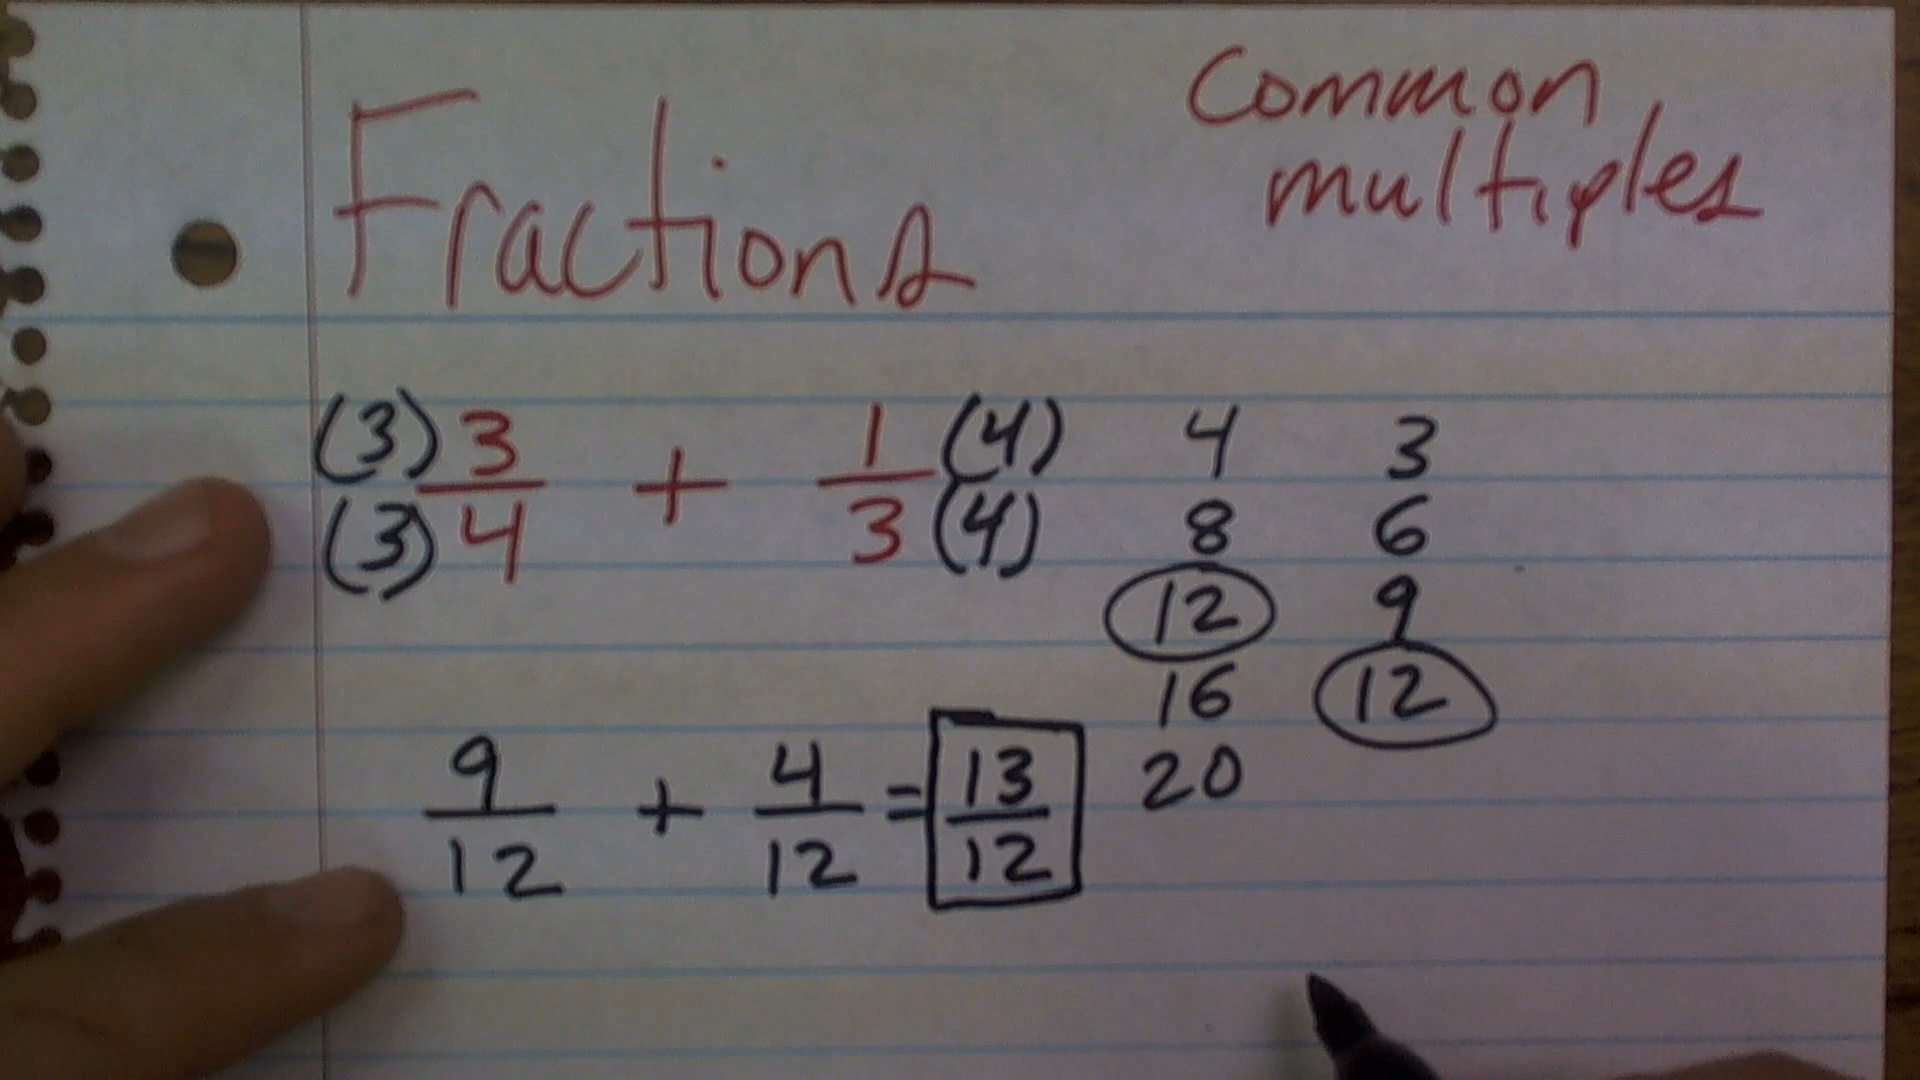 Fractions
Common
multiples
(3) 3/(3) 4 + 1/3 (4)/(4)
4 3
8 6
12 9
16 12
20
9/12 + 4/12 = 13/12